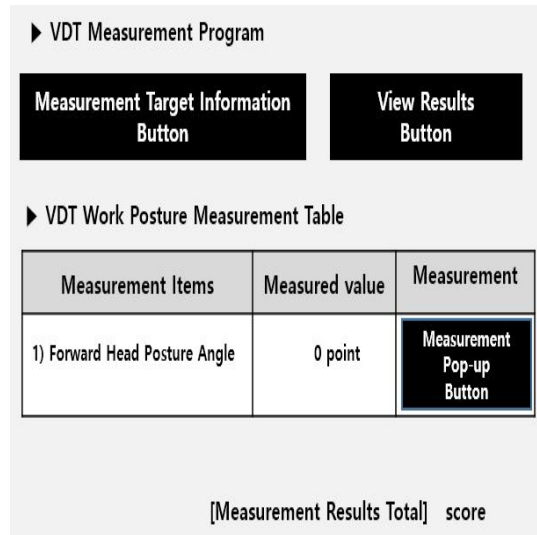 ▶ VDT Measurement Program
Measurement Target Information
Button
View Results
Button
▶ VDT Work Posture Measurement Table
Measurement Items
Measured value
Measurement
1) Forward Head Posture Angle
0 point
Measurement
Pop-up
Button
[Measurement Results Total] score